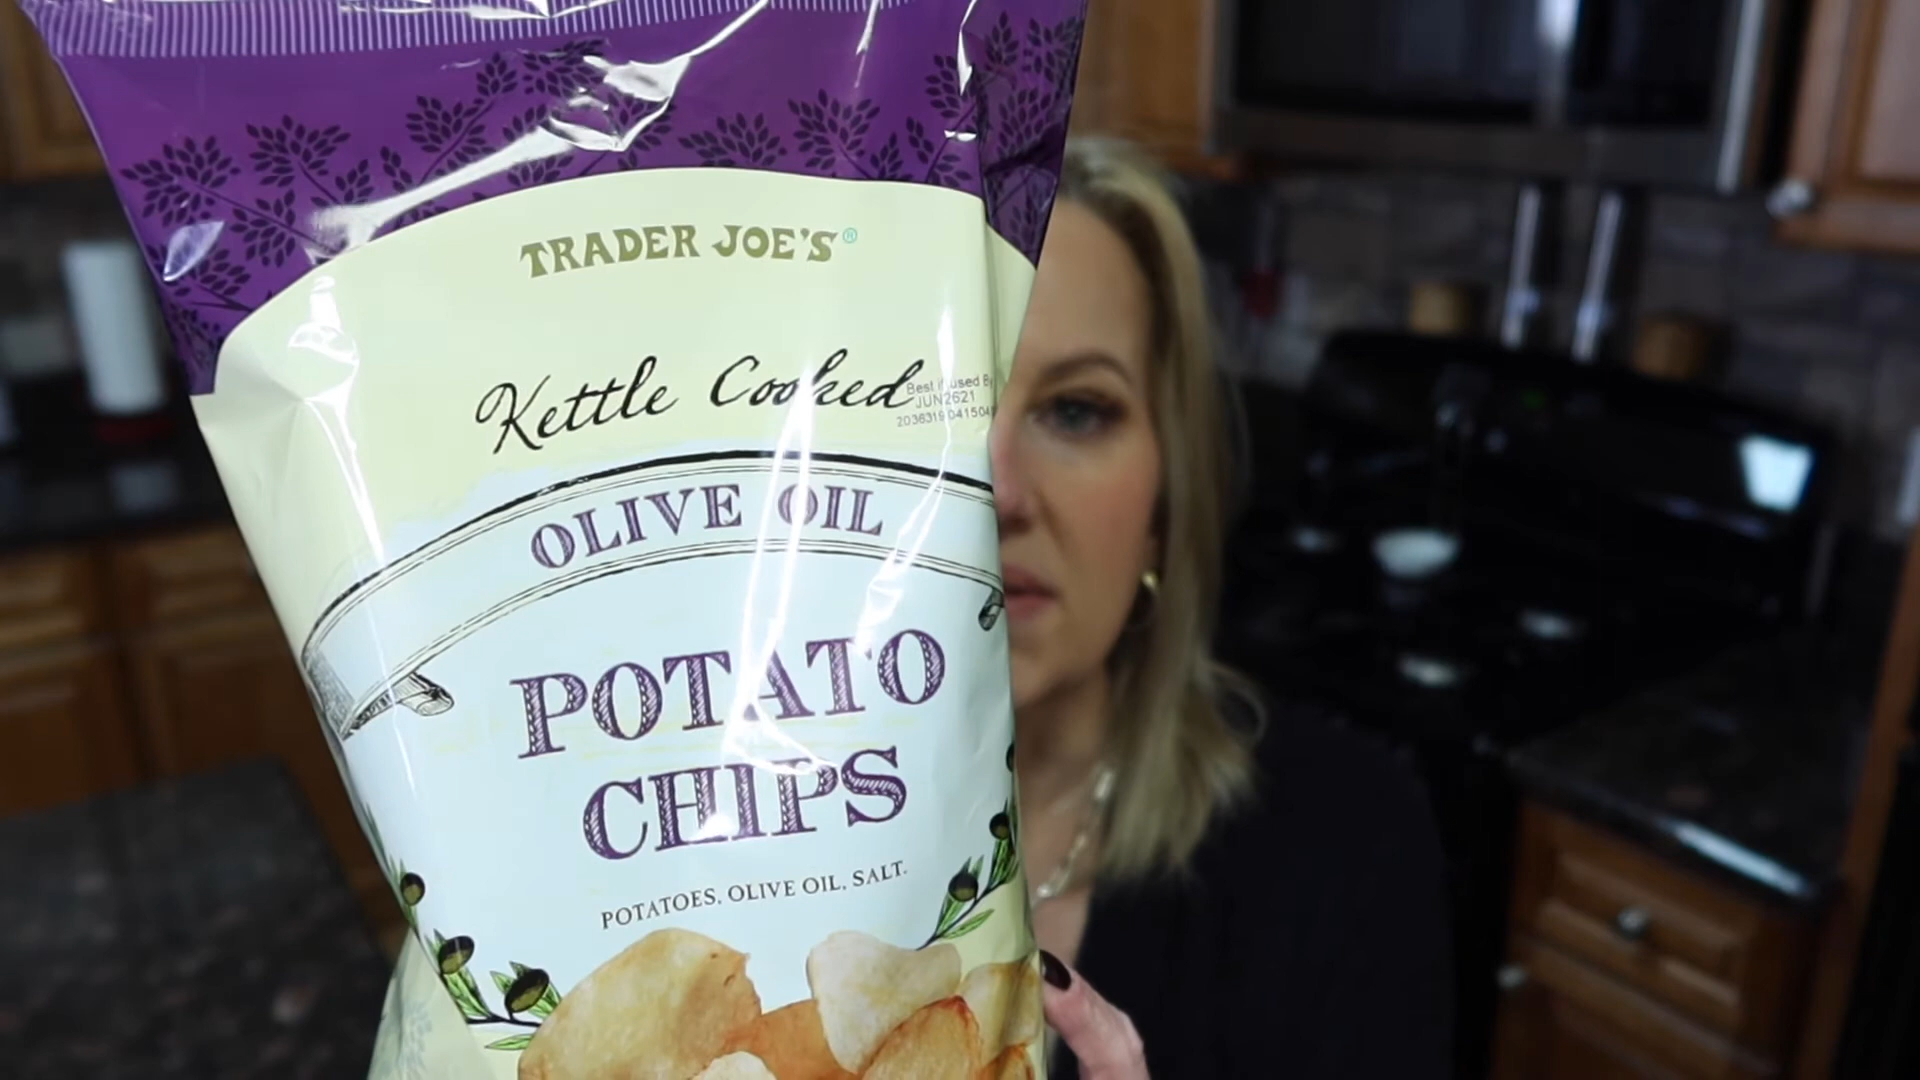 TRADER JOE'S®
Kettle Cooked
Best if used By
JUN2621
OLIVE OIL
POTATO
CHIPS
POTATOES, OLIVE OIL, SALT.